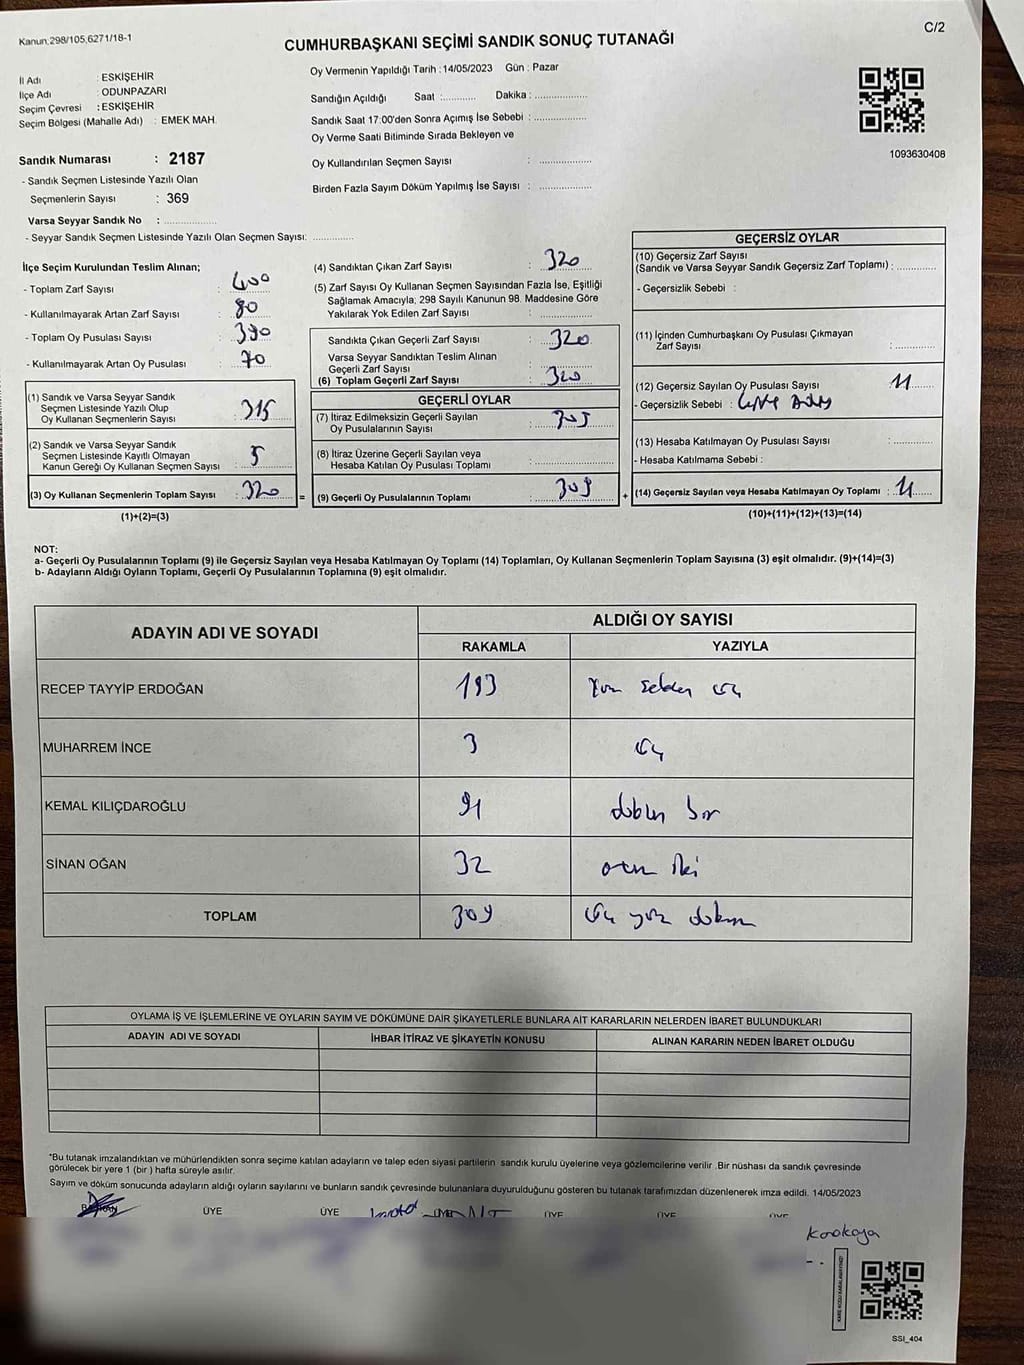 Kanun:298/105,6271/18-1
C/2
CUMHURBAŞKANI SEÇİMİ SANDIK SONUÇ TUTANAĞI
İl Adı : ESKİŞEHİR
İlçe Adı : ODUNPAZARI
Seçim Çevresi : ESKİŞEHİR
Seçim Bölgesi (Mahalle Adı) : EMEK MAH.
Oy Vermenin Yapıldığı Tarih : 14/05/2023 Gün : Pazar
Sandığın Açıldığı Saat :........... Dakika : ..................
Sandık Saat 17:00'den Sonra Açımış İse Sebebi : ..................
Oy Verme Saati Bitiminde Sırada Bekleyen ve
Oy Kullandırılan Seçmen Sayısı : ..................
Birden Fazla Sayım Döküm Yapılmış İse Sayısı : ..................
1093630408
Sandık Numarası : 2187
- Sandık Seçmen Listesinde Yazılı Olan
Seçmenlerin Sayısı : 369
Varsa Seyyar Sandık No : ..................
- Seyyar Sandık Seçmen Listesinde Yazılı Olan Seçmen Sayısı: ..............
İlçe Seçim Kurulundan Teslim Alınan;
- Toplam Zarf Sayısı : 400
- Kullanılmayarak Artan Zarf Sayısı : 80
- Toplam Oy Pusulası Sayısı : 390
- Kullanılmayarak Artan Oy Pusulası : 70
(1) Sandık ve Varsa Seyyar Sandık
Seçmen Listesinde Yazılı Olup
Oy Kullanan Seçmenlerin Sayısı : 315
(2) Sandık ve Varsa Seyyar Sandık
Seçmen Listesinde Kayıtlı Olmayan
Kanun Gereği Oy Kullanan Seçmen Sayısı : 5
(3) Oy Kullanan Seçmenlerin Toplam Sayısı : 320 =
(1)+(2)=(3)
(4) Sandıktan Çıkan Zarf Sayısı : 320
(5) Zarf Sayısı Oy Kullanan Seçmen Sayısından Fazla İse, Eşitliği
Sağlamak Amacıyla; 298 Sayılı Kanunun 98. Maddesine Göre
Yakılarak Yok Edilen Zarf Sayısı : ..................
Sandıkta Çıkan Geçerli Zarf Sayısı : 320
Varsa Seyyar Sandıktan Teslim Alınan
Geçerli Zarf Sayısı :
(6) Toplam Geçerli Zarf Sayısı : 320
GEÇERLİ OYLAR
(7) İtiraz Edilmeksizin Geçerli Sayılan
Oy Pusulalarının Sayısı :
(8) İtiraz Üzerine Geçerli Sayılan veya
Hesaba Katılan Oy Pusulası Toplamı : ..................
(9) Geçerli Oy Pusulalarının Toplamı : 309 +
GEÇERSİZ OYLAR
(10) Geçersiz Zarf Sayısı
(Sandık ve Varsa Seyyar Sandık Geçersiz Zarf Toplamı) : ............
- Geçersizlik Sebebi :
(11) İçinden Cumhurbaşkanı Oy Pusulası Çıkmayan
Zarf Sayısı : ............
(12) Geçersiz Sayılan Oy Pusulası Sayısı : 11
- Geçersizlik Sebebi :
(13) Hesaba Katılmayan Oy Pusulası Sayısı : ............
- Hesaba Katılmama Sebebi :
(14) Geçersiz Sayılan veya Hesaba Katılmayan Oy Toplamı : 11
(10)+(11)+(12)+(13)=(14)
NOT:
a- Geçerli Oy Pusulalarının Toplamı (9) ile Geçersiz Sayılan veya Hesaba Katılmayan Oy Toplamı (14) Toplamları, Oy Kullanan Seçmenlerin Toplam Sayısına (3) eşit olmalıdır. (9)+(14)=(3)
b- Adayların Aldığı Oyların Toplamı, Geçerli Oy Pusulalarının Toplamına (9) eşit olmalıdır.
ADAYIN ADI VE SOYADI
ALDIĞI OY SAYISI
RAKAMLA YAZIYLA
RECEP TAYYİP ERDOĞAN 183 Yüz seksen üç
MUHARREM İNCE 3 üç
KEMAL KILIÇDAROĞLU 91 doksan bir
SİNAN OĞAN 32 otuz iki
TOPLAM 309 üç yüz dokuz
OYLAMA İŞ VE İŞLEMLERİNE VE OYLARIN SAYIM VE DÖKÜMÜNE DAİR ŞİKAYETLERLE BUNLARA AİT KARARLARIN NELERDEN İBARET BULUNDUKLARI
ADAYIN ADI VE SOYADI İHBAR İTİRAZ VE ŞİKAYETİN KONUSU ALINAN KARARIN NEDEN İBARET OLDUĞU
*Bu tutanak imzalandıktan ve mühürlendikten sonra seçime katılan adayların ve talep eden siyasi partilerin sandık kurulu üyelerine veya gözlemcilerine verilir .Bir nüshası da sandık çevresinde
görülecek bir yere 1 (bir ) hafta süreyle asılır.
Sayım ve döküm sonucunda adayların aldığı oyların sayılarını ve bunların sandık çevresinde bulunanlara duyurulduğunu gösteren bu tutanak tarafımızdan düzenlenerek imza edildi. 14/05/2023
BAŞKAN ÜYE ÜYE ÜYE ÜYE ÜYE ÜYE
SSI_404